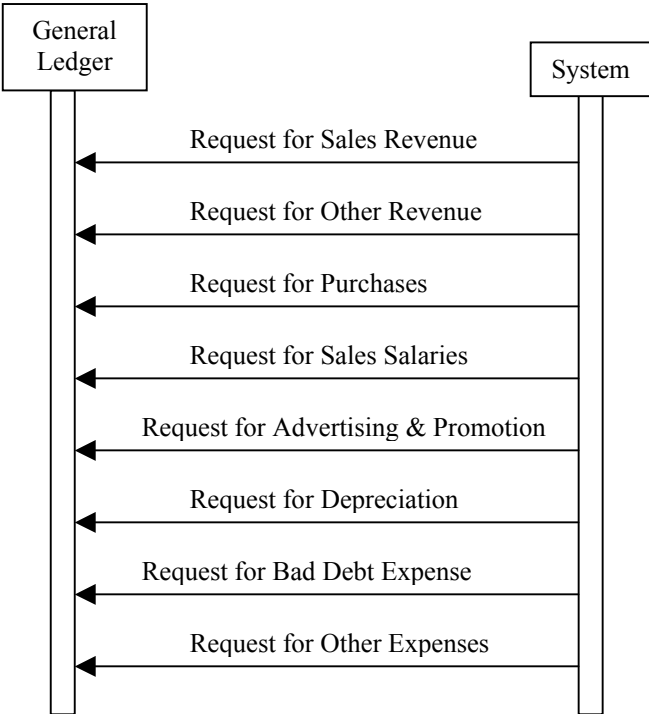 General
Ledger
System
Request for Sales Revenue
Request for Other Revenue
Request for Purchases
Request for Sales Salaries
Request for Advertising & Promotion
Request for Depreciation
Request for Bad Debt Expense
Request for Other Expenses